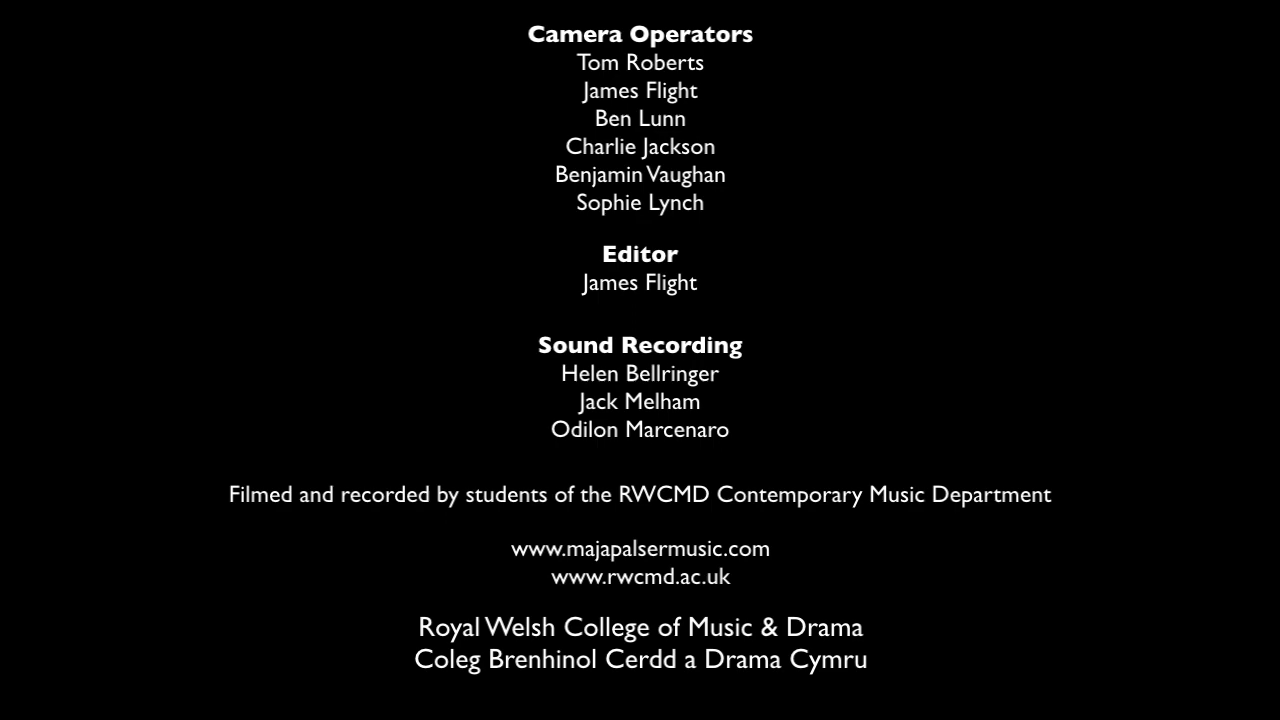 Camera Operators
Tom Roberts
James Flight
Ben Lunn
Charlie Jackson
Benjamin Vaughan
Sophie Lynch
Editor
James Flight
Sound Recording
Helen Bellringer
Jack Melham
Odilon Marcenaro
Filmed and recorded by students of the RWCMD Contemporary Music Department
www.majapalsermusic.com
www.rwcmd.ac.uk
Royal Welsh College of Music & Drama
Coleg Brenhinol Cerdd a Drama Cymru